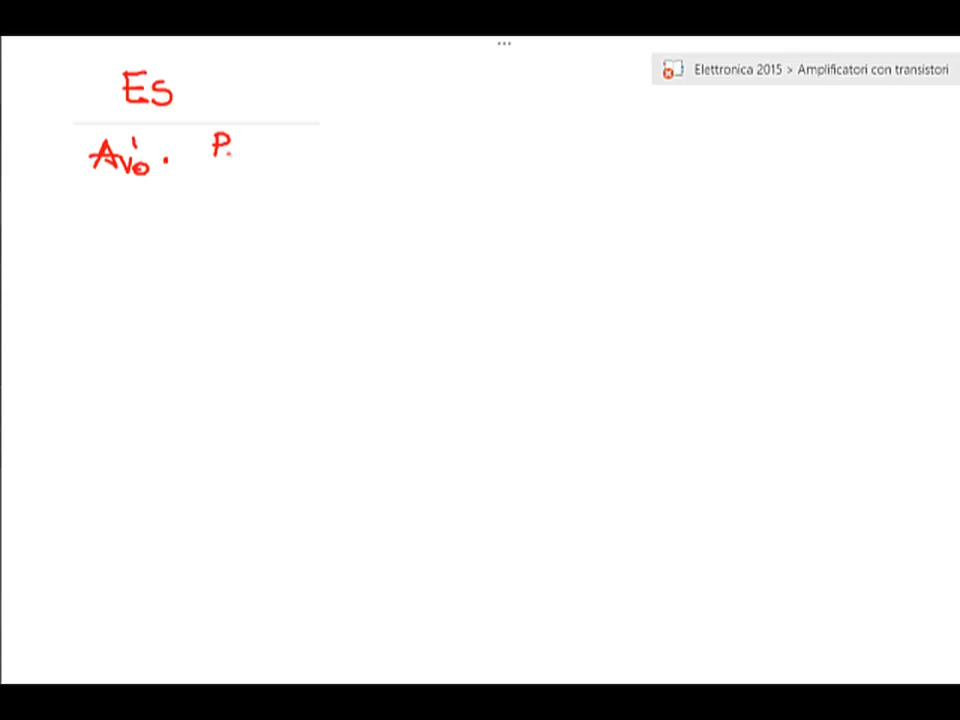 Elettronica 2015 > Amplificatori con transistori
Es
Av'o . P.